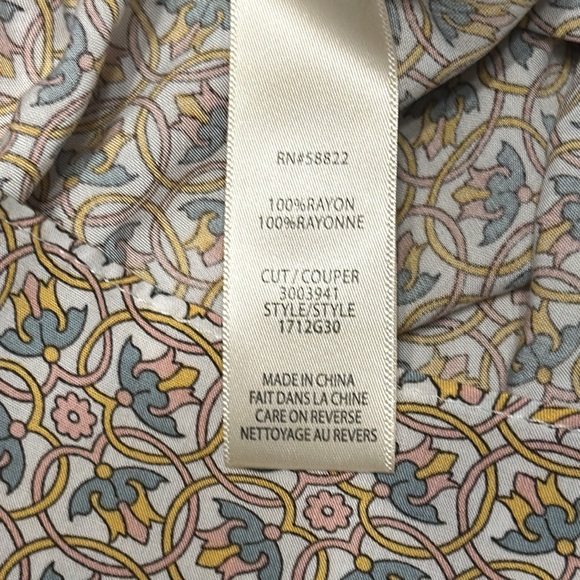 RN#58822
100%RAYON
100%RAYONNE
CUT / COUPER
3003941
STYLE/STYLE
1712G30
MADE IN CHINA
FAIT DANS LA CHINE
CARE ON REVERSE
NETTOYAGE AU REVERS